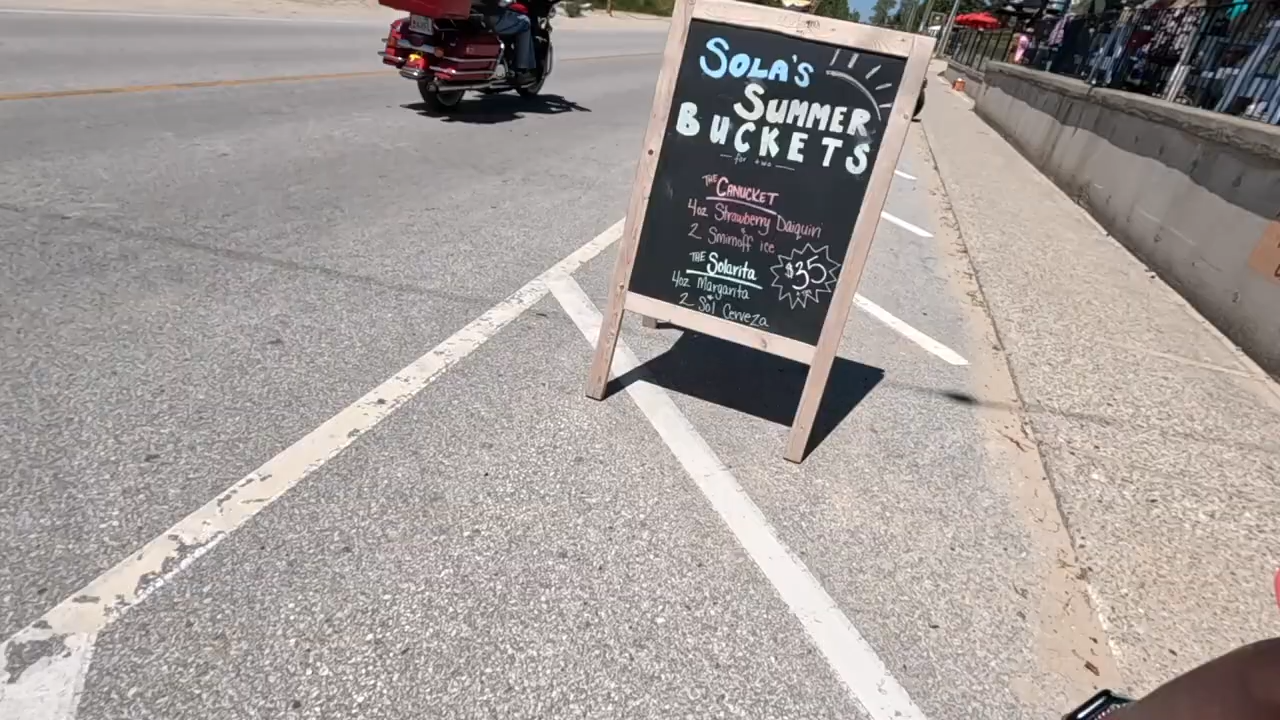 SOLA'S
SUMMER
BUCKETS
for two
THE CANUCKET
4oz Strawberry Daiquiri
&
2 Smirnoff ice
THE Solarita
4oz Margarita
&
2 Sol Cerveza
$35